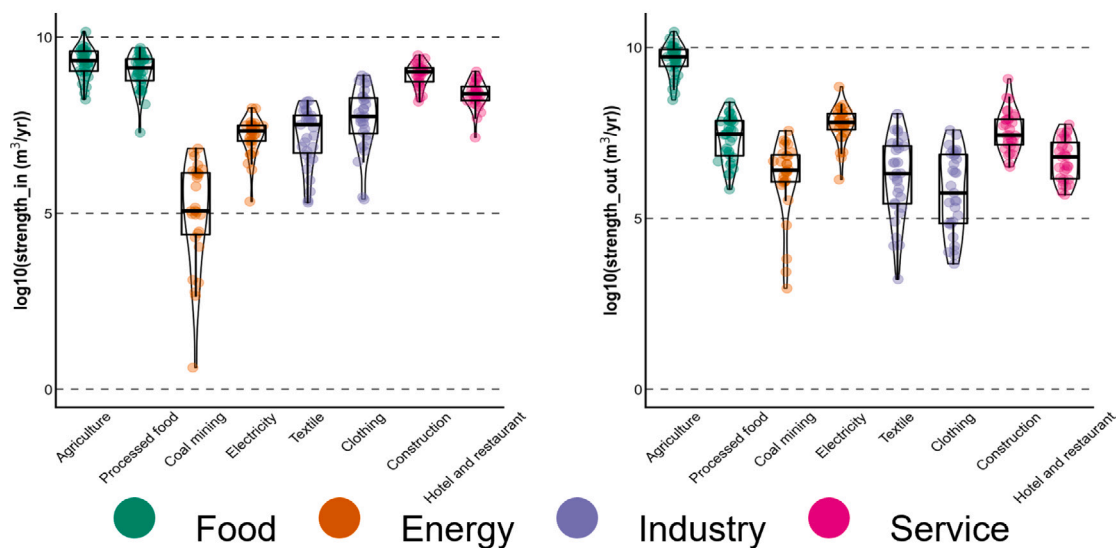 log10(strength_in (m³/yr))
10
5
0
Agriculture
Processed food
Coal mining
Electricity
Textile
Clothing
Construction
Hotel and restaurant
log10(strength_out (m³/yr))
10
5
0
Agriculture
Processed food
Coal mining
Electricity
Textile
Clothing
Construction
Hotel and restaurant
Food Energy Industry Service